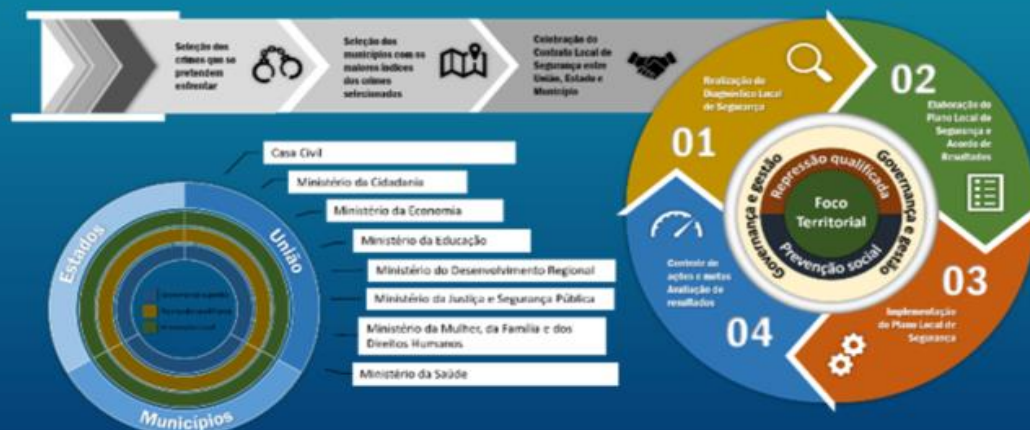 Seleção dos
crimes que se
pretendem
enfrentar
Seleção dos
municípios com os
maiores índices
dos crimes
selecionados
Celebração do
Contrato Local de
Segurança entre
União, Estado e
Município
01
Realização do
Diagnóstico Local
de Segurança
02
Elaboração do
Plano Local de
Segurança e
Acordo de
Resultados
03
Implementação
do Plano Local de
Segurança
04
Controle de
ações e metas
Avaliação de
resultados
Governança e gestão
Governança e gestão
Repressão qualificada
Prevenção social
Foco
Territorial
Estados
União
Municípios
Casa Civil
Ministério da Cidadania
Ministério da Economia
Ministério da Educação
Ministério do Desenvolvimento Regional
Ministério da Justiça e Segurança Pública
Ministério da Mulher, da Família e dos
Direitos Humanos
Ministério da Saúde